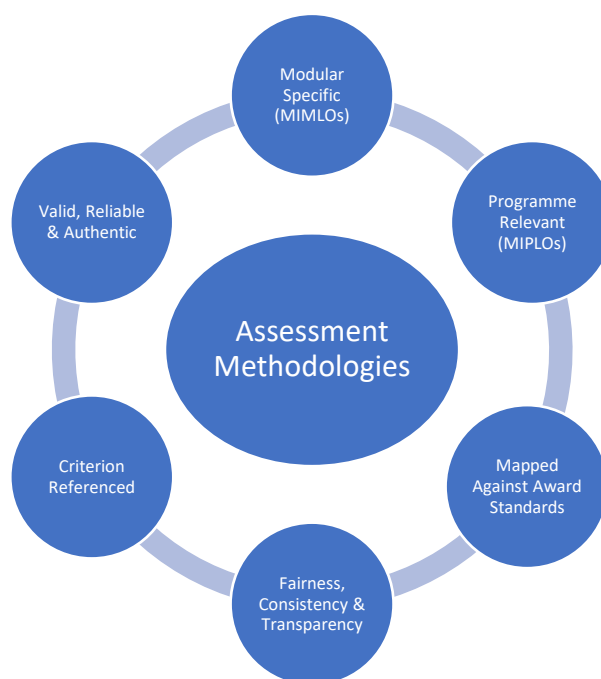 Modular
Specific
(MIMLOs)
Programme
Relevant
(MIPLOs)
Mapped
Against Award
Standards
Fairness,
Consistency &
Transparency
Criterion
Referenced
Valid, Reliable
& Authentic
Assessment
Methodologies